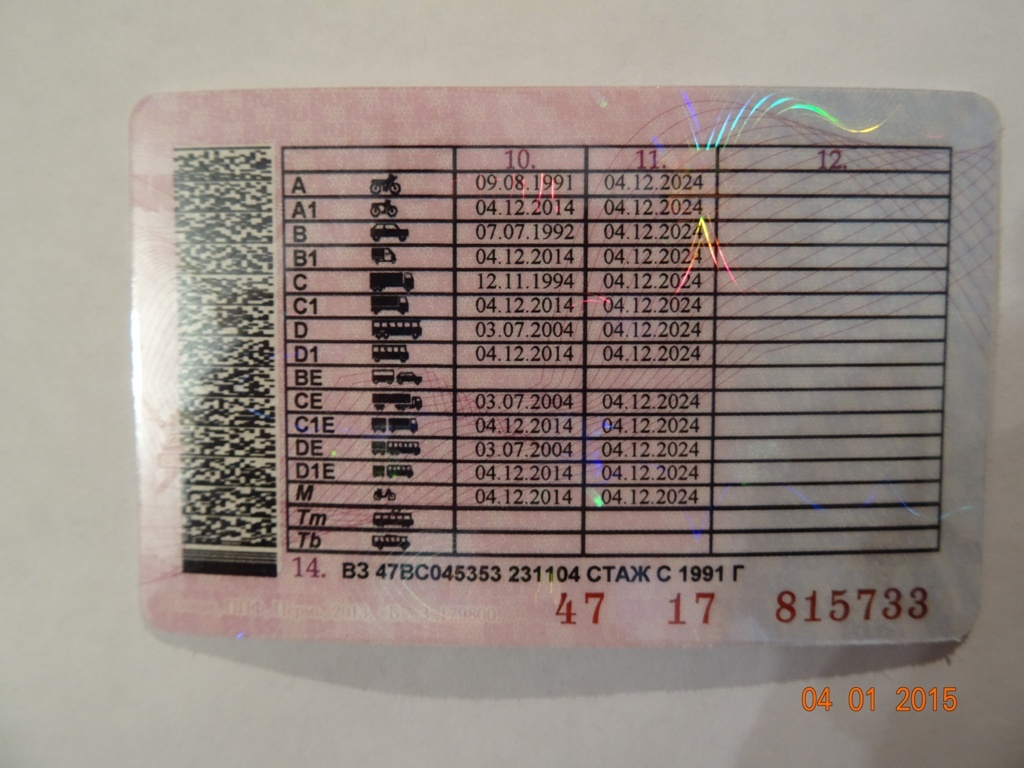 10. 11. 12.
A 09.08.1991 04.12.2024
A1 04.12.2014 04.12.2024
B 07.07.1992 04.12.2024
B1 04.12.2014 04.12.2024
C 12.11.1994 04.12.2024
C1 04.12.2014 04.12.2024
D 03.07.2004 04.12.2024
D1 04.12.2014 04.12.2024
BE
CE 03.07.2004 04.12.2024
C1E 04.12.2014 04.12.2024
DE 03.07.2004 04.12.2024
D1E 04.12.2014 04.12.2024
M 04.12.2014 04.12.2024
Tm
Tb
14. ВЗ 47ВС045353 231104 СТАЖ С 1991 Г
47 17 815733
04 01 2015